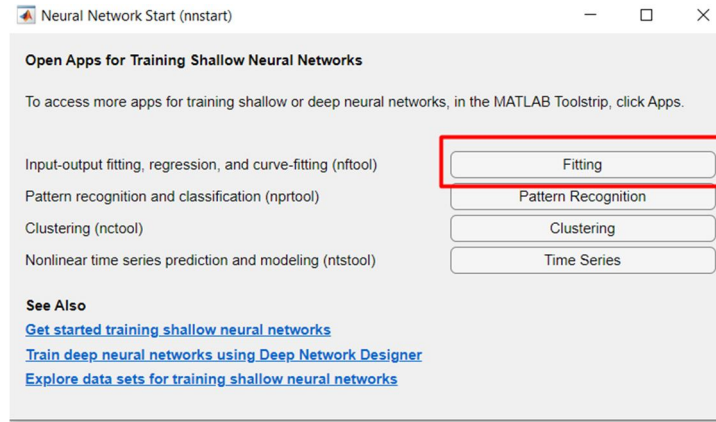 Neural Network Start (nnstart)
Open Apps for Training Shallow Neural Networks
To access more apps for training shallow or deep neural networks, in the MATLAB Toolstrip, click Apps.
Input-output fitting, regression, and curve-fitting (nftool) Fitting
Pattern recognition and classification (nprtool) Pattern Recognition
Clustering (nctool) Clustering
Nonlinear time series prediction and modeling (ntstool) Time Series
See Also
Get started training shallow neural networks
Train deep neural networks using Deep Network Designer
Explore data sets for training shallow neural networks